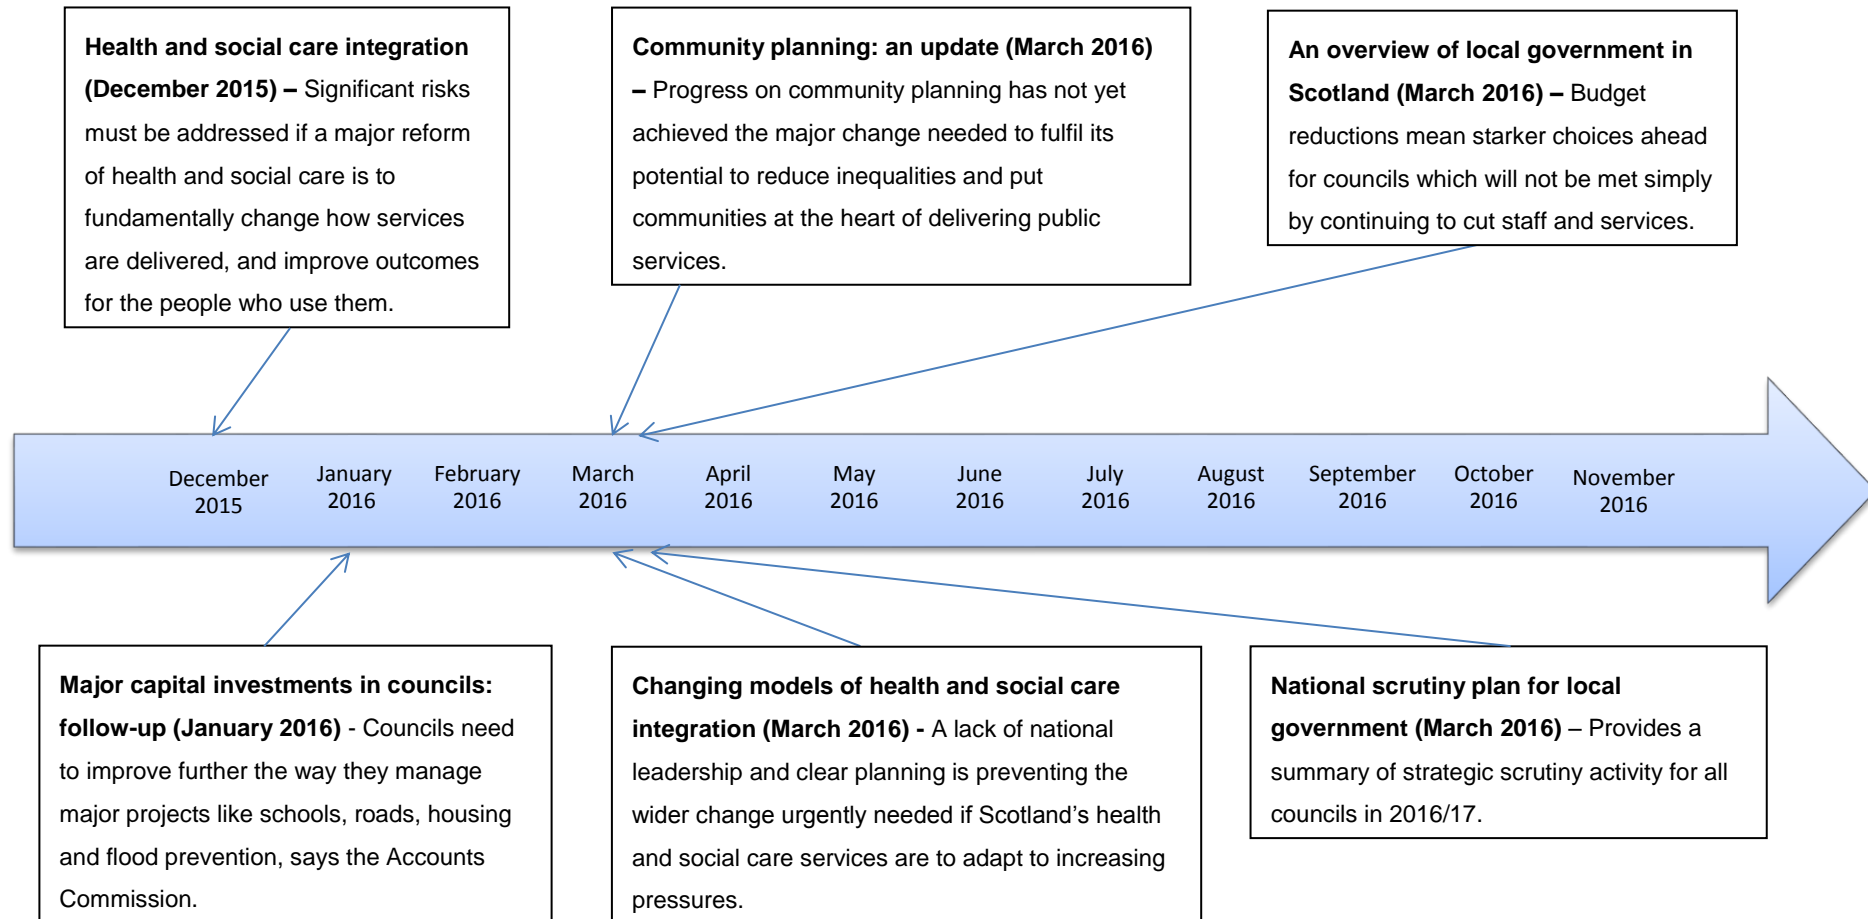 Health and social care integration
(December 2015) – Significant risks
must be addressed if a major reform
of health and social care is to
fundamentally change how services
are delivered, and improve outcomes
for the people who use them.
Community planning: an update (March 2016)
– Progress on community planning has not yet
achieved the major change needed to fulfil its
potential to reduce inequalities and put
communities at the heart of delivering public
services.
An overview of local government in
Scotland (March 2016) – Budget
reductions mean starker choices ahead
for councils which will not be met simply
by continuing to cut staff and services.
December
2015
January
2016
February
2016
March
2016
April
2016
May
2016
June
2016
July
2016
August
2016
September
2016
October
2016
November
2016
Major capital investments in councils:
follow-up (January 2016) - Councils need
to improve further the way they manage
major projects like schools, roads, housing
and flood prevention, says the Accounts
Commission.
Changing models of health and social care
integration (March 2016) - A lack of national
leadership and clear planning is preventing the
wider change urgently needed if Scotland’s health
and social care services are to adapt to increasing
pressures.
National scrutiny plan for local
government (March 2016) – Provides a
summary of strategic scrutiny activity for all
councils in 2016/17.